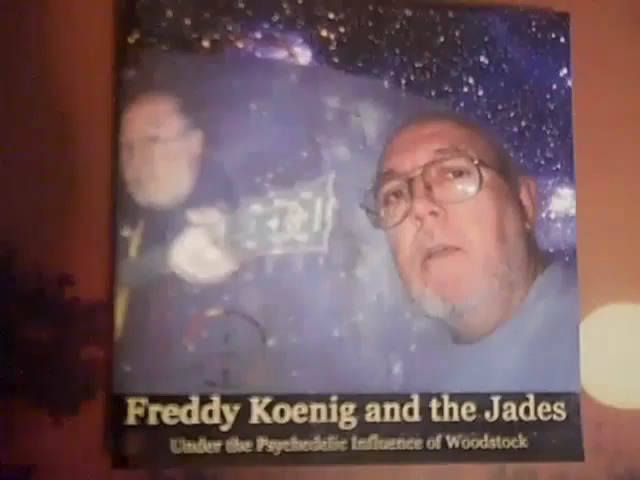 Freddy Koenig and the Jades
Under the Psychedelic Influence of Woodstock